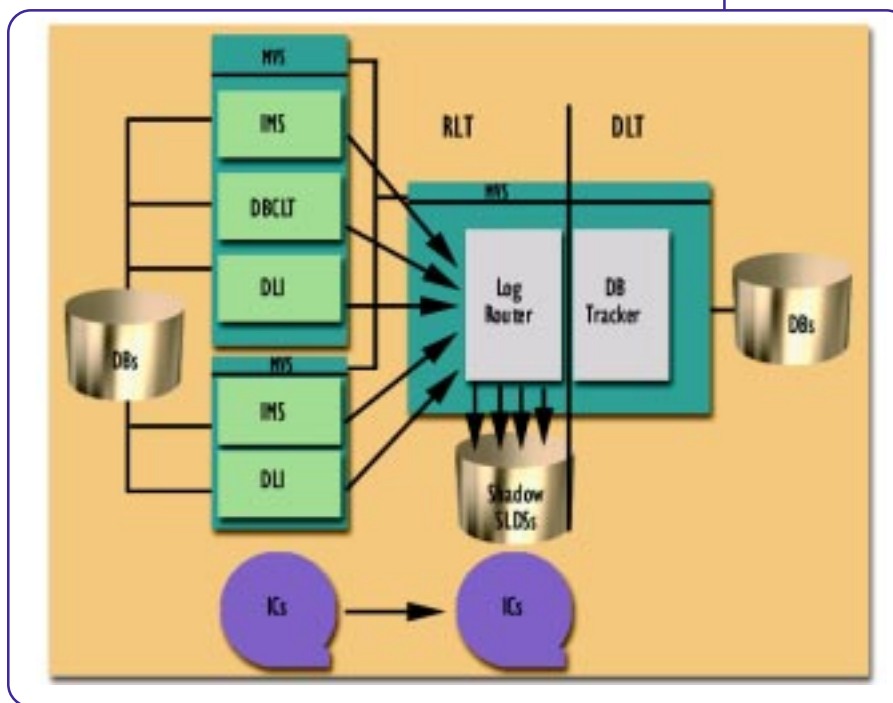 MVS
IMS
DBCLT
DLI
DBs
MVS
IMS
DLI
RLT
DLT
MVS
Log
Router
DB
Tracker
DBs
Shadow
SLDSs
ICs
ICs